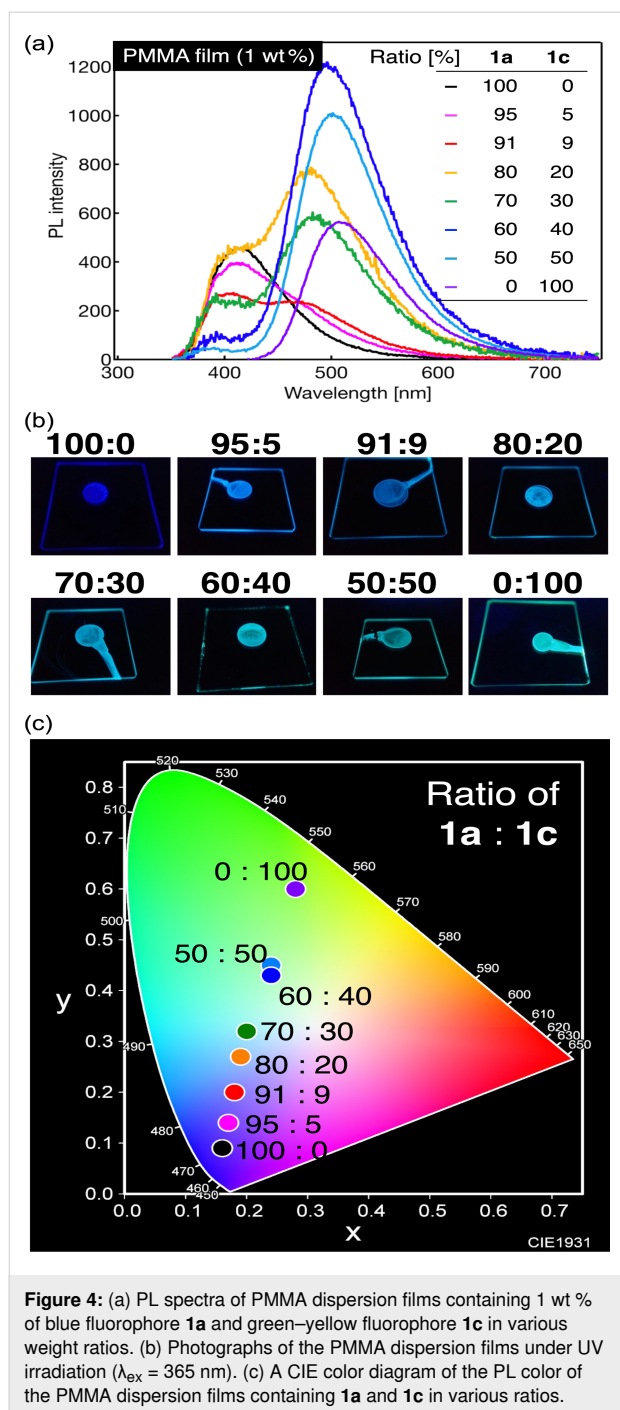 (a)
PMMA film (1 wt %)
Ratio [%] 1a 1c
100 0
95 5
91 9
80 20
70 30
60 40
50 50
0 100
PL intensity
1200
1000
800
600
400
200
0
300 400 500 600 700
Wavelength [nm]
(b)
100:0 95:5 91:9 80:20
70:30 60:40 50:50 0:100
(c)
Ratio of
1a : 1c
520
530
540
550
560
570
580
590
600
610
620
630
650
510
500
490
480
470
460
450
0 : 100
50 : 50
60 : 40
70 : 30
80 : 20
91 : 9
95 : 5
100 : 0
y
0.8
0.7
0.6
0.5
0.4
0.3
0.2
0.1
0.0
0.0 0.1 0.2 0.3 0.4 0.5 0.6 0.7
x
CIE1931
Figure 4: (a) PL spectra of PMMA dispersion films containing 1 wt %
of blue fluorophore 1a and green–yellow fluorophore 1c in various
weight ratios. (b) Photographs of the PMMA dispersion films under UV
irradiation (λex = 365 nm). (c) A CIE color diagram of the PL color of
the PMMA dispersion films containing 1a and 1c in various ratios.